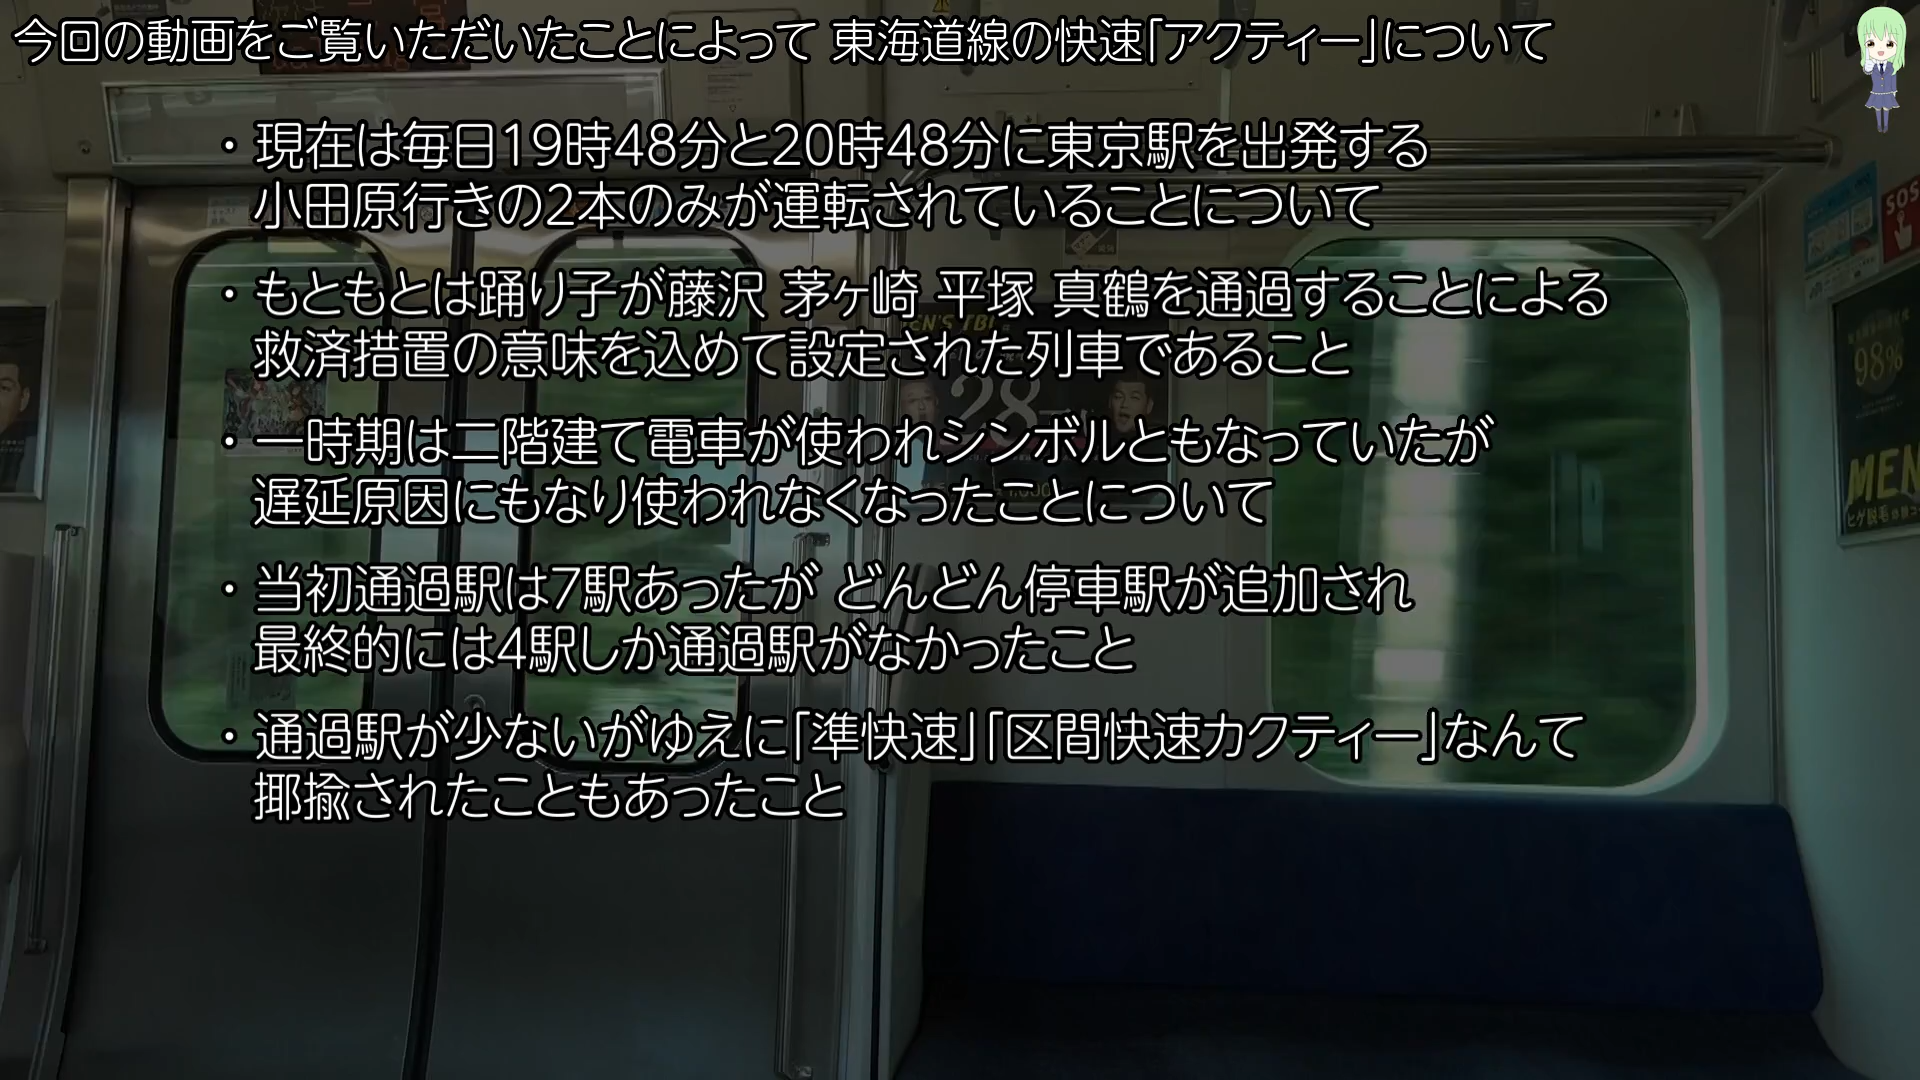 今回の動画をご覧いただいたことによって 東海道線の快速「アクティー」について
・現在は毎日19時48分と20時48分に東京駅を出発する
小田原行きの2本のみが運転されていることについて
・もともとは踊り子が藤沢 茅ヶ崎 平塚 真鶴を通過することによる
救済措置の意味を込めて設定された列車であること
・一時期は二階建て電車が使われシンボルともなっていたが
遅延原因にもなり使われなくなったことについて
・当初通過駅は7駅あったが どんどん停車駅が追加され
最終的には4駅しか通過駅がなかったこと
・通過駅が少ないがゆえに「準快速」「区間快速カクティー」なんて
揶揄されたこともあったこと
SOS
98%
MEN
ヒゲ脱毛
MEN'S TBC
28